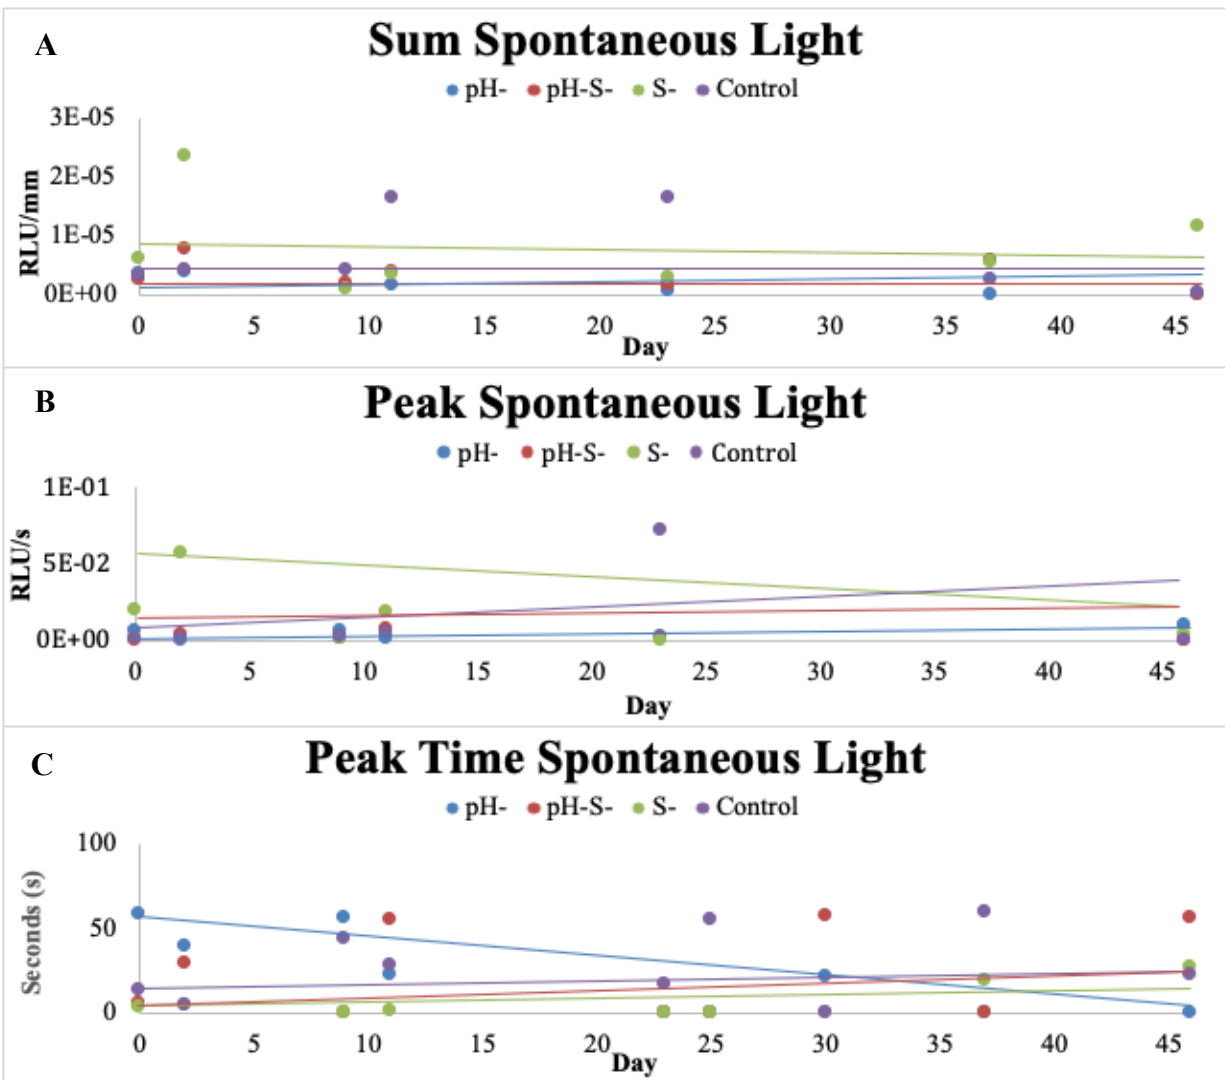 A
Sum Spontaneous Light
pH- pH-S- S- Control
3E-05
2E-05
1E-05
0E+00
RLU/mm
0 5 10 15 20 25 30 35 40 45
Day
B
Peak Spontaneous Light
pH- pH-S- S- Control
1E-01
5E-02
0E+00
RLU/s
0 5 10 15 20 25 30 35 40 45
Day
C
Peak Time Spontaneous Light
pH- pH-S- S- Control
100
50
0
Seconds (s)
0 5 10 15 20 25 30 35 40 45
Day